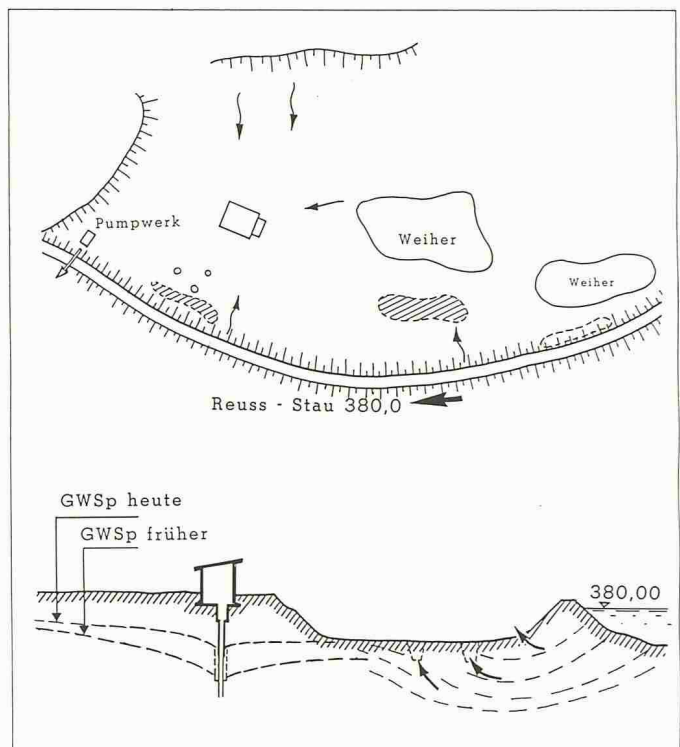 Pumpwerk
Weiher
Weiher
Reuss - Stau 380,0
GWSp heute
GWSp früher
380,00